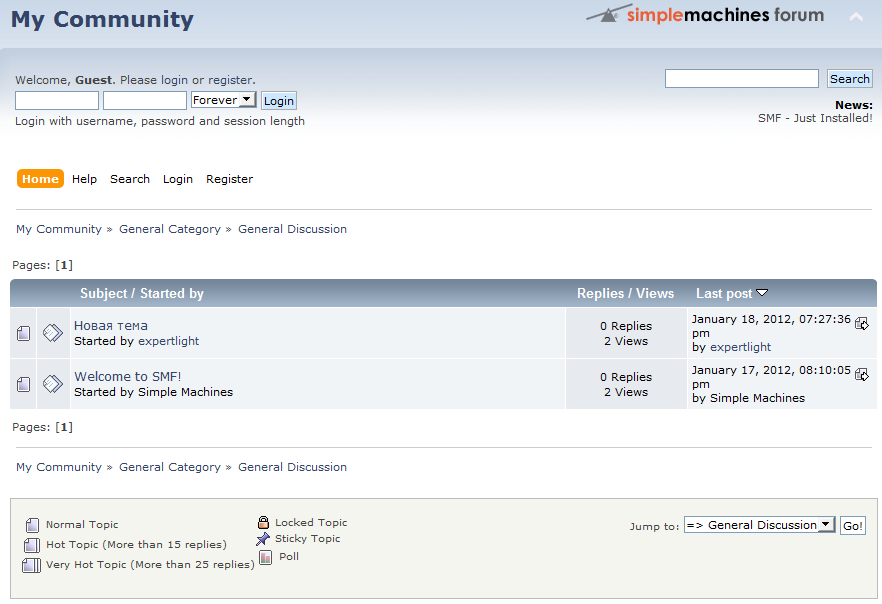 My Community
simplemachines forum
Welcome, Guest. Please login or register.
Forever Login
Login with username, password and session length
Search
News:
SMF - Just Installed!
Home Help Search Login Register
My Community » General Category » General Discussion
Pages: [1]
Subject / Started by Replies / Views Last post
Новая тема
Started by expertlight
0 Replies
2 Views
January 18, 2012, 07:27:36
pm
by expertlight
Welcome to SMF!
Started by Simple Machines
0 Replies
2 Views
January 17, 2012, 08:10:05
pm
by Simple Machines
Pages: [1]
My Community » General Category » General Discussion
Normal Topic
Hot Topic (More than 15 replies)
Very Hot Topic (More than 25 replies)
Locked Topic
Sticky Topic
Poll
Jump to: => General Discussion Go!